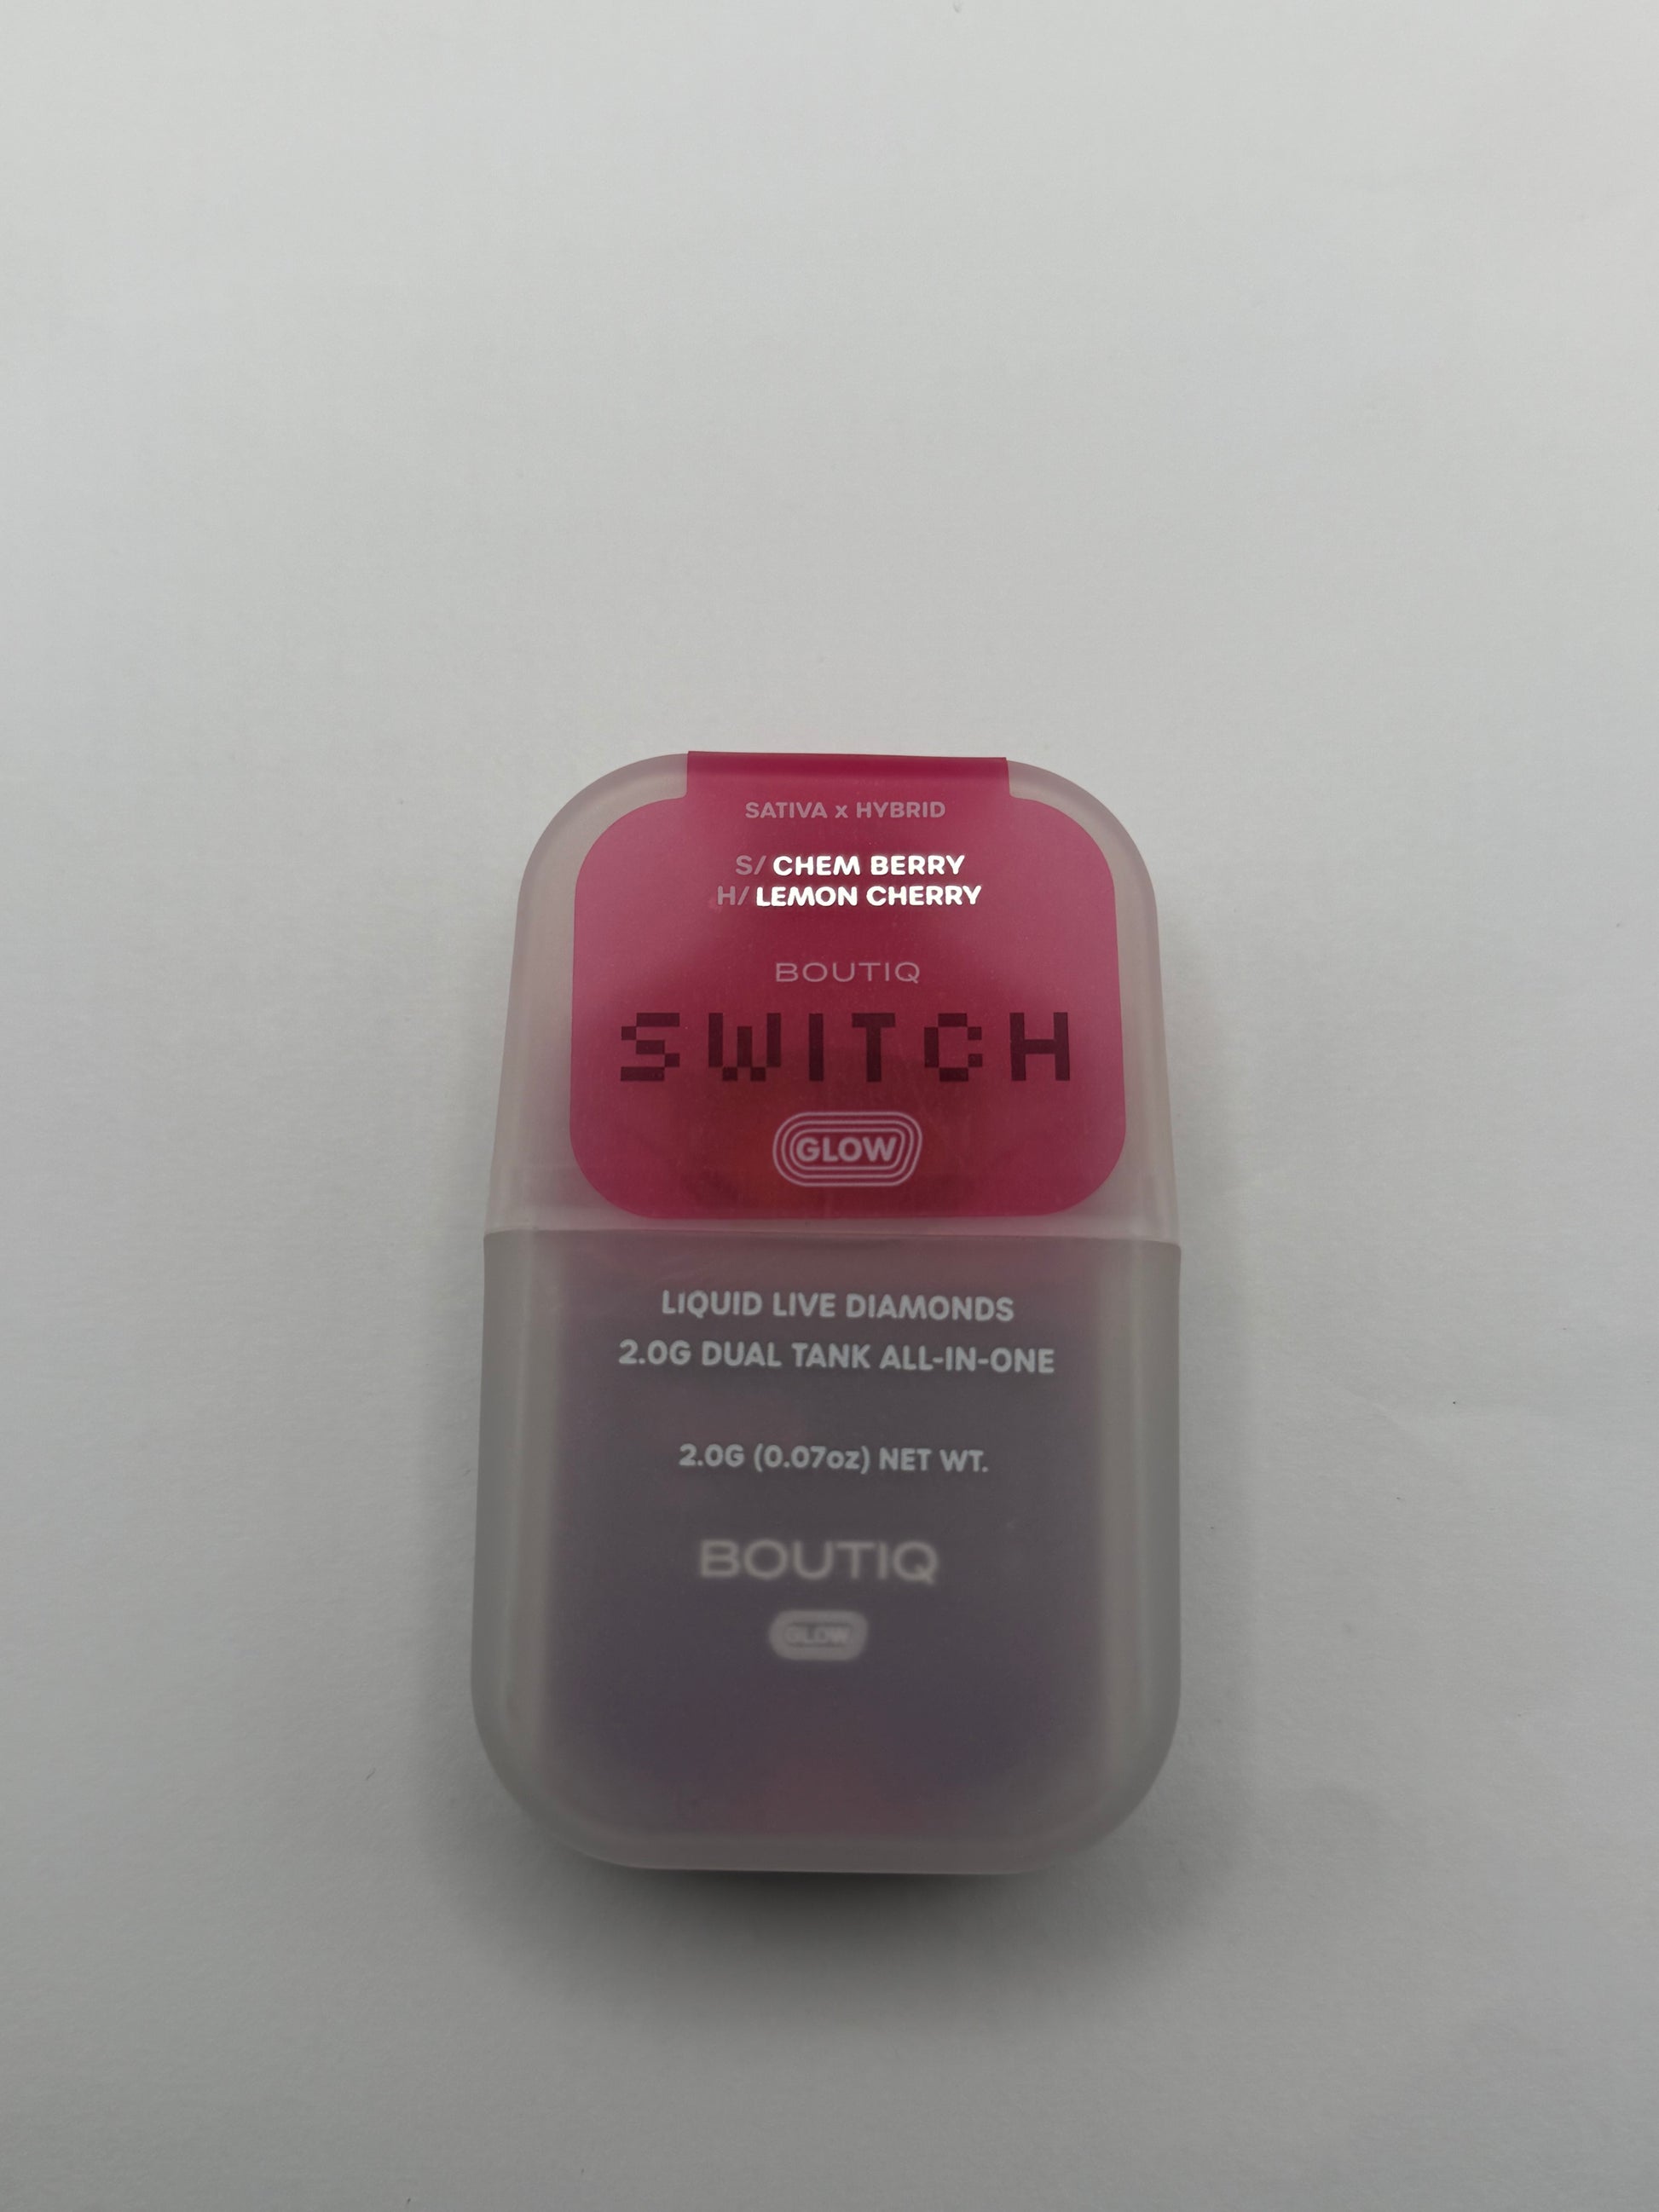 SATIVA x HYBRID
S/ CHEM BERRY
H/ LEMON CHERRY
BOUTIQ
SWITCH
GLOW
LIQUID LIVE DIAMONDS
2.0G DUAL TANK ALL-IN-ONE
2.0G (0.07oz) NET WT.
BOUTIQ
GLOW